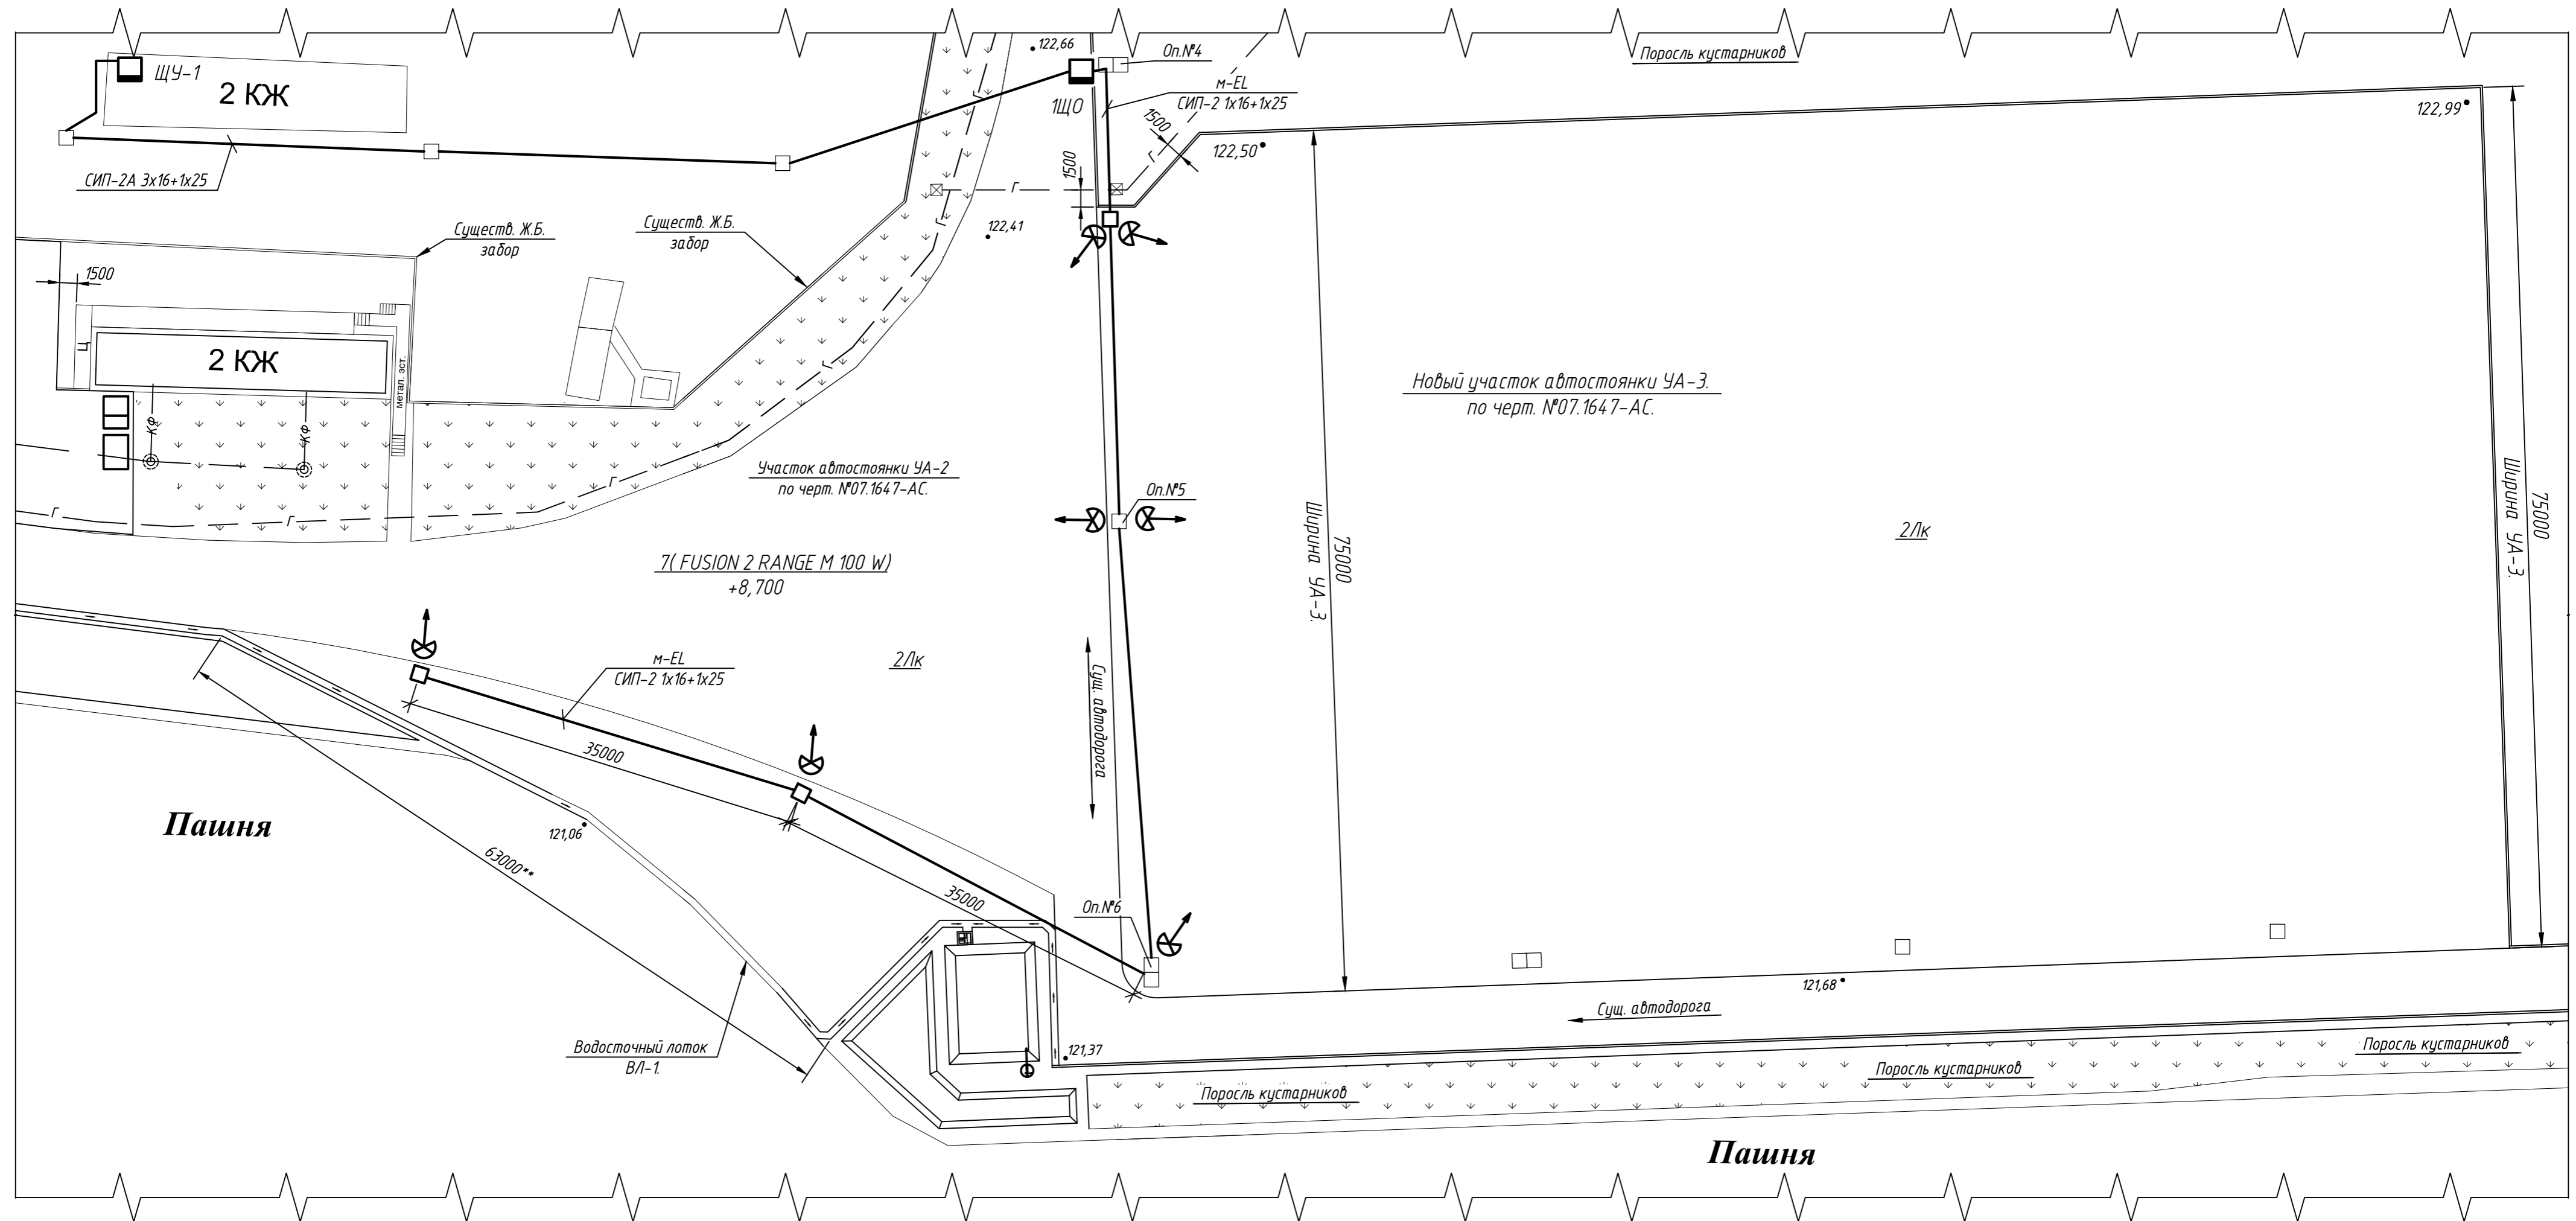 122,66
Оп.№4
Поросль кустарников
ЩУ-1
2 КЖ
1ЩО
м-EL
СИП-2 1х16+1х25
122,99
1500
122,50
1500
Г
Г
Г
СИП-2А 3х16+1х25
Г
Существ. Ж.Б.
забор
Существ. Ж.Б.
забор
122,41
1500
Ц
2 КЖ
метал. эст.
Г
КФ
КФ
Новый участок автостоянки УА-3.
по черт. №07.1647-АС.
Участок автостоянки УА-2
по черт. №07.1647-АС.
Г
Г
Г
Оп.№5
Ширина УА-3.
75000
2Лк
Ширина УА-3.
75000
7( FUSION 2 RANGE M 100 W)
+8,700
м-EL
СИП-2 1х16+1х25
2Лк
Сущ. автодорога
35000
Пашня
121,06
63000**
35000
Оп.№6
121,68
Сущ. автодорога
Водосточный лоток
ВЛ-1.
121,37
Поросль кустарников
Поросль кустарников
Поросль кустарников
Пашня